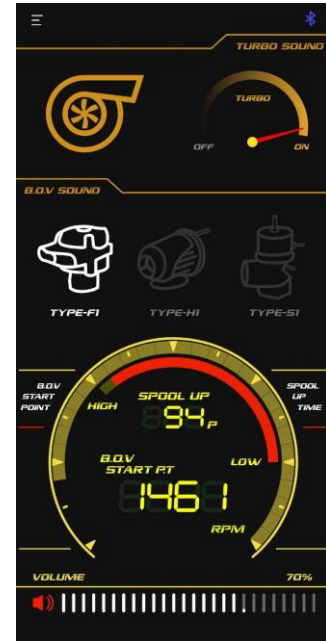 TURBO SOUND
TURBO
OFF
ON
B.O.V SOUND
TYPE-F1
TYPE-H1
TYPE-S1
B.O.V
START
POINT
SPOOL
UP
TIME
HIGH
SPOOL UP
94P
LOW
B.O.V
START P.T
1461
RPM
VOLUME
70%